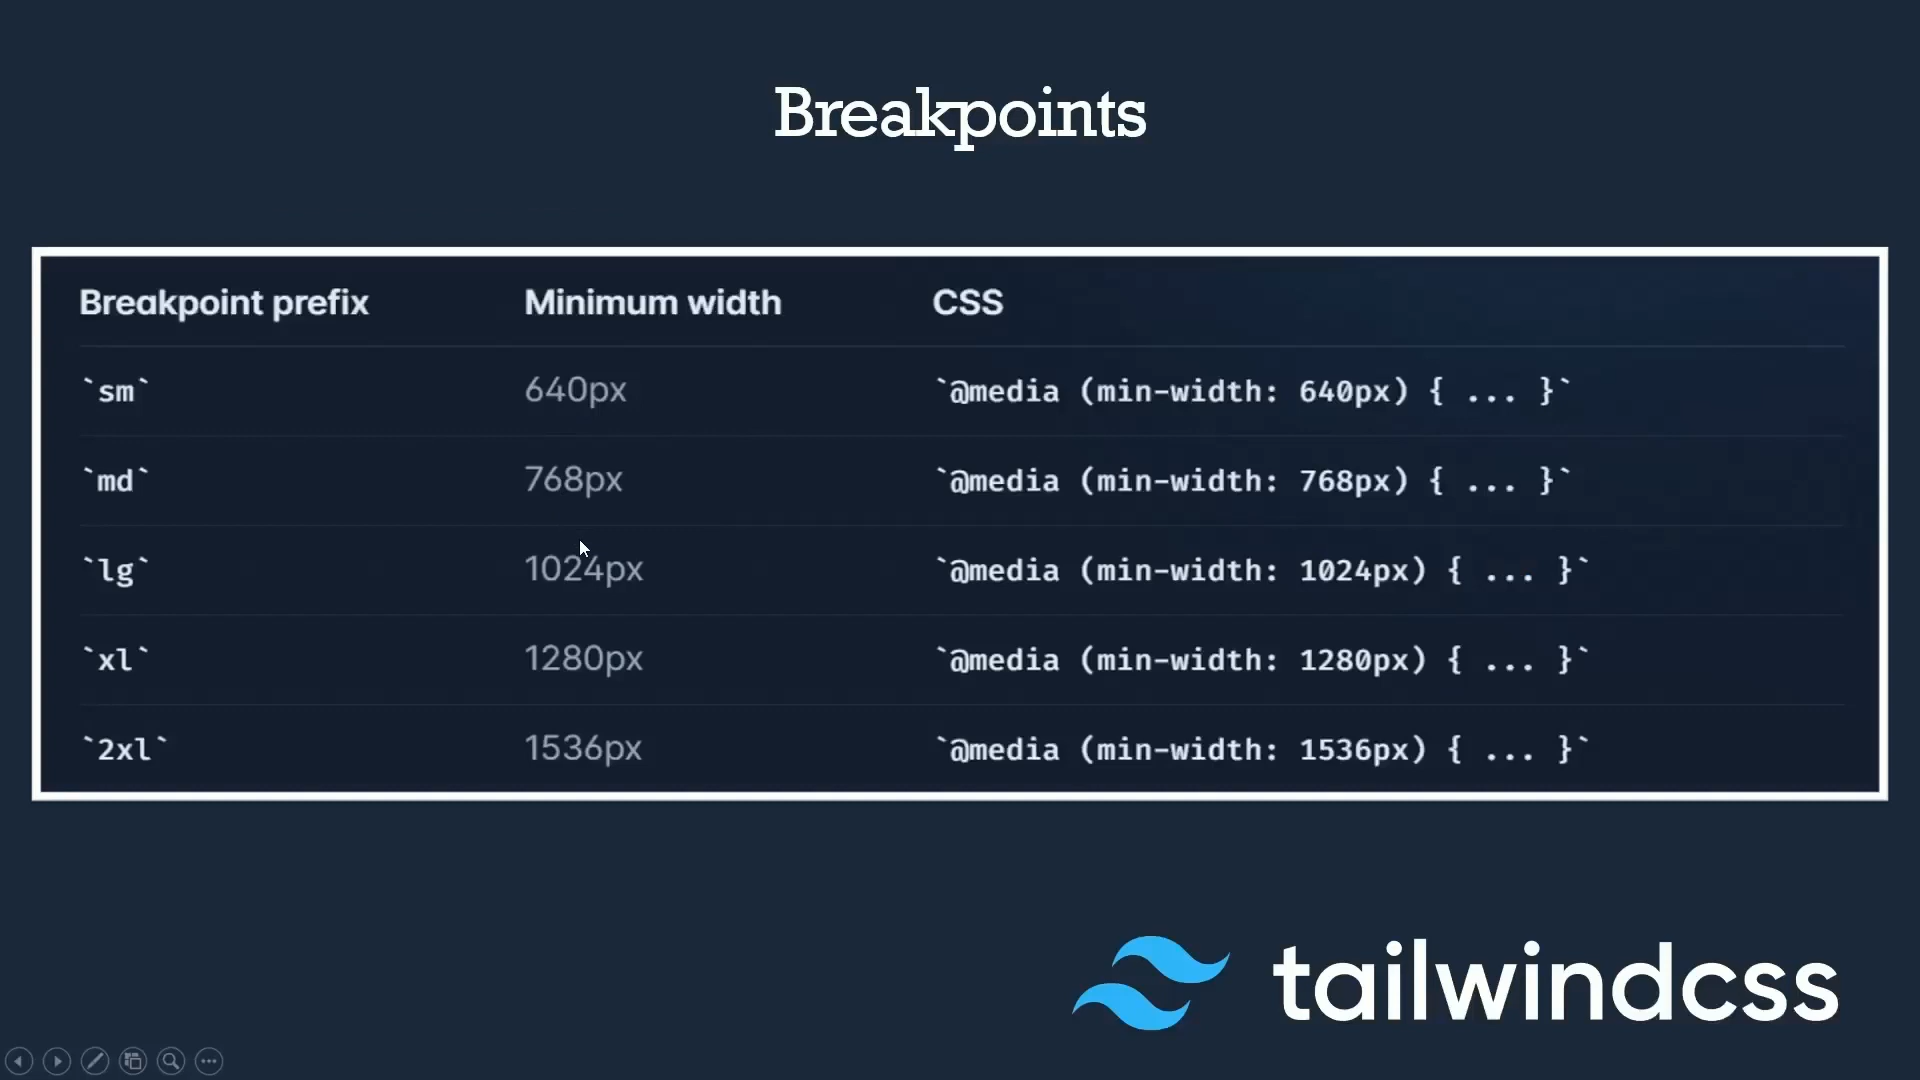 Breakpoints
Breakpoint prefix Minimum width CSS
`sm` 640px `@media (min-width: 640px) { ... }`
`md` 768px `@media (min-width: 768px) { ... }`
`lg` 1024px `@media (min-width: 1024px) { ... }`
`xl` 1280px `@media (min-width: 1280px) { ... }`
`2xl` 1536px `@media (min-width: 1536px) { ... }`
tailwindcss